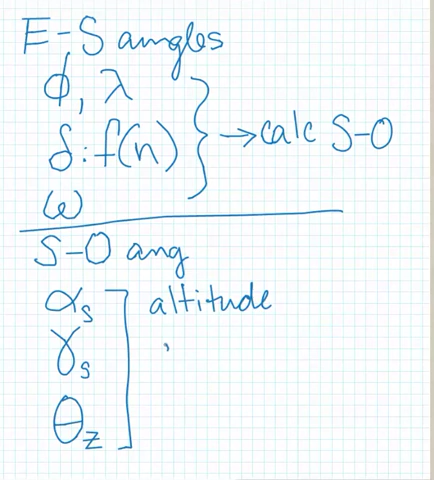 E-S angles
ϕ, λ
δ: f(n) → calc S-O
ω
S-O ang
αs altitude
γs
θz